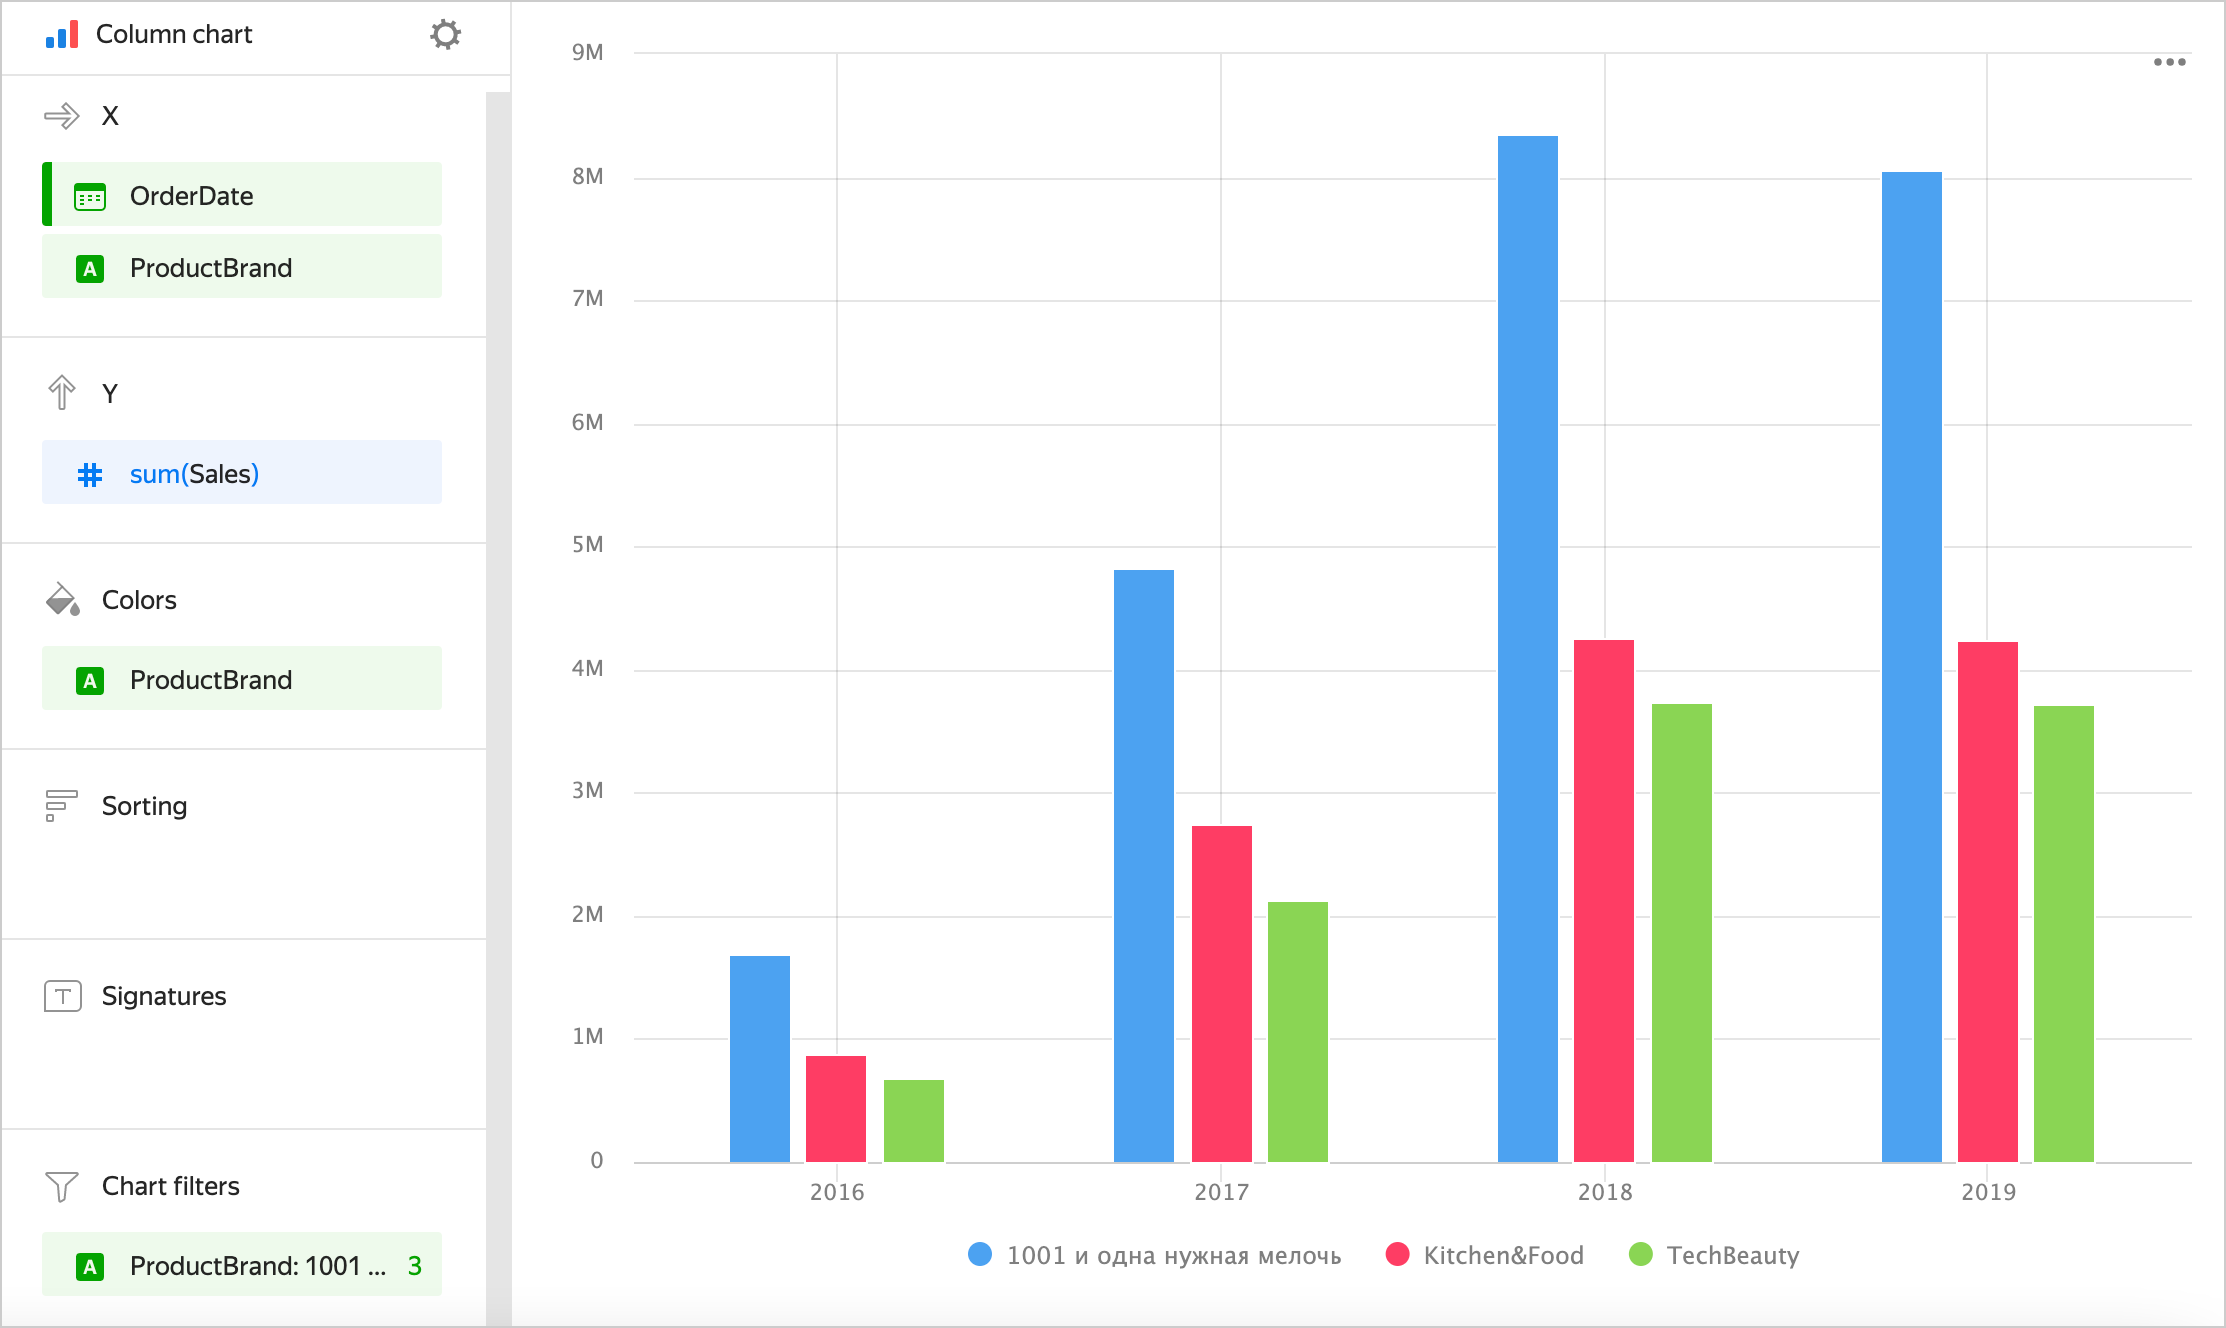 Column chart
X
OrderDate
A ProductBrand
Y
# sum(Sales)
Colors
A ProductBrand
Sorting
T Signatures
Chart filters
A ProductBrand: 1001 ... 3
9M
8M
7M
6M
5M
4M
3M
2M
1M
0
2016 2017 2018 2019
1001 и одна нужная мелочь Kitchen&Food TechBeauty